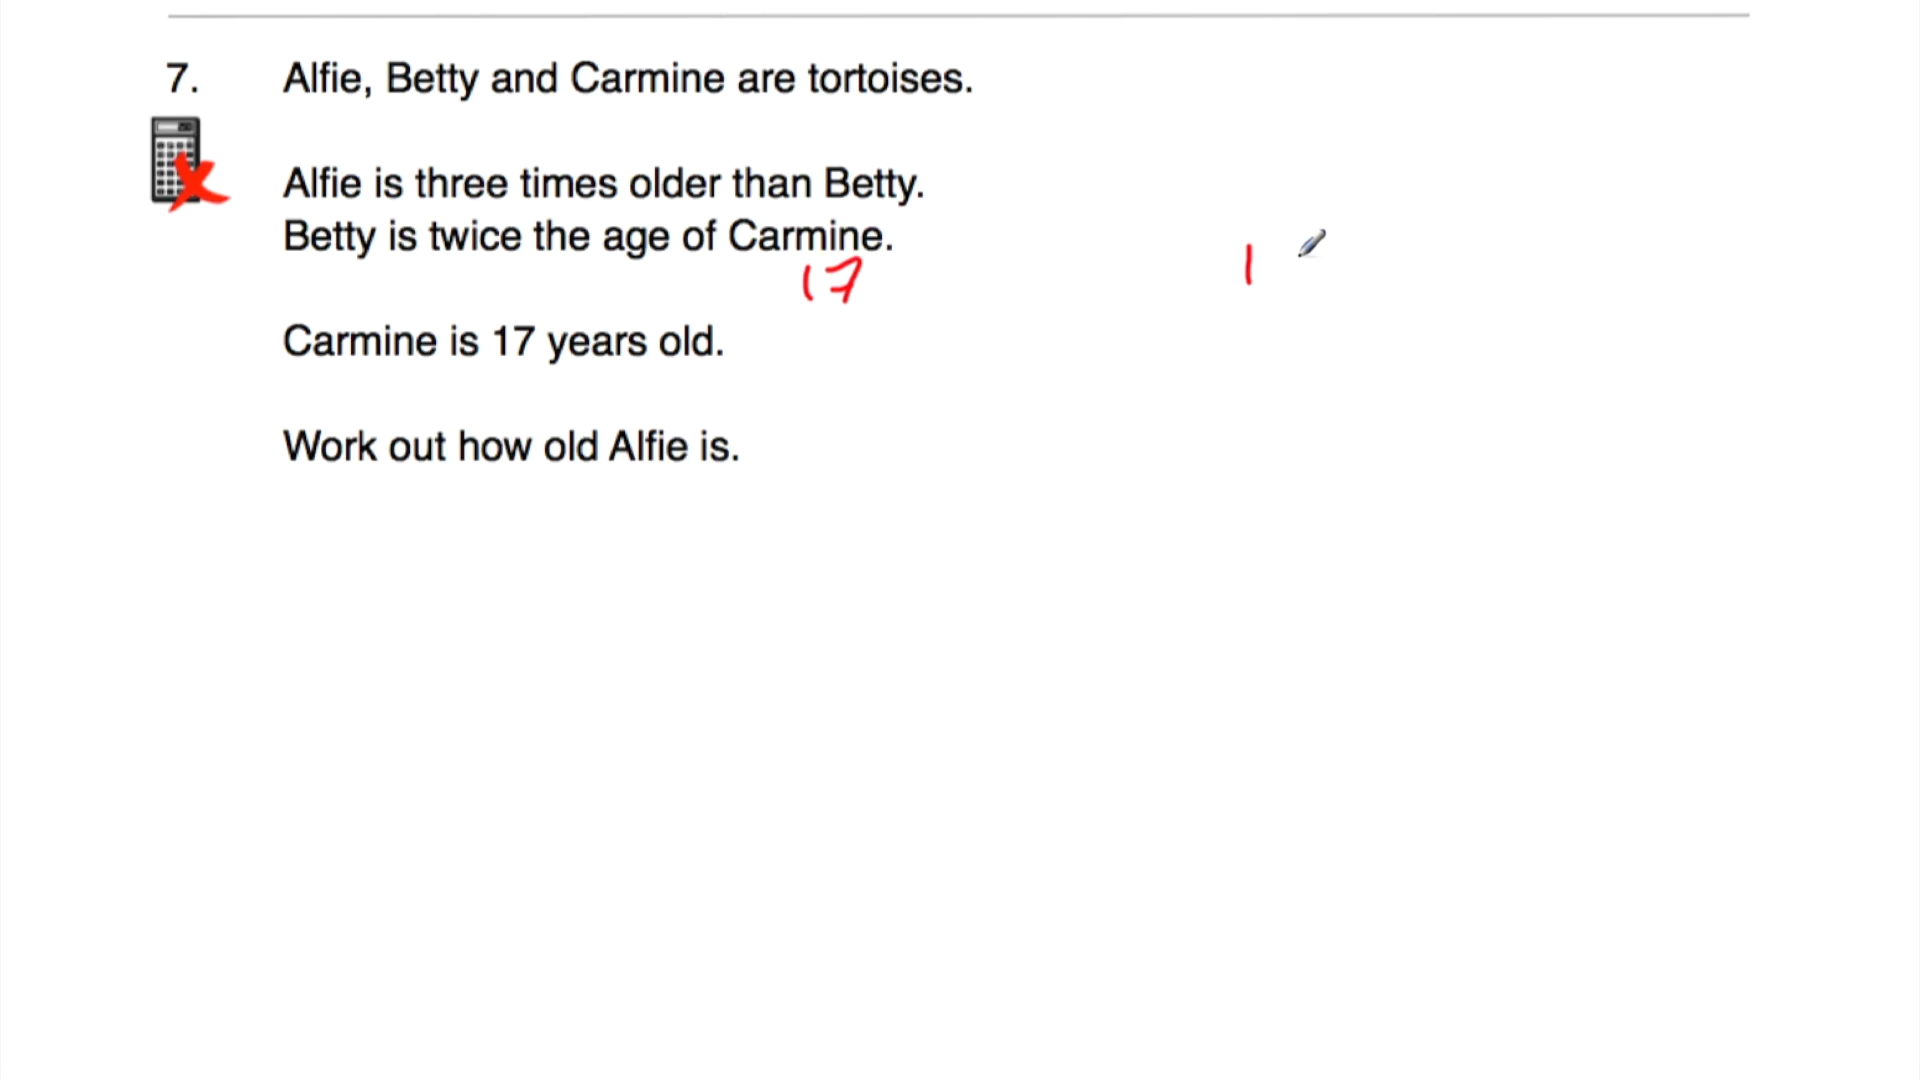 7. Alfie, Betty and Carmine are tortoises.
Alfie is three times older than Betty.
Betty is twice the age of Carmine.
17
1
Carmine is 17 years old.
Work out how old Alfie is.